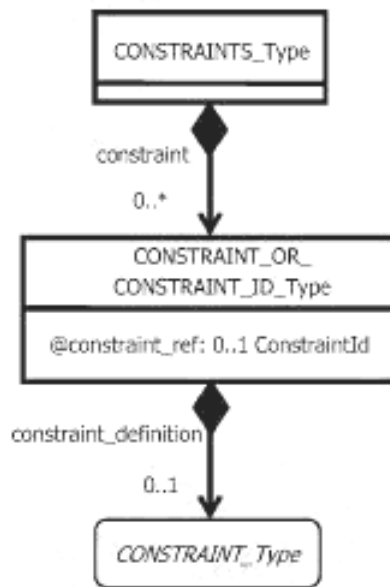 CONSTRAINTS_Type
constraint
0..*
CONSTRAINT_OR_
CONSTRAINT_ID_Type
@constraint_ref: 0..1 ConstraintId
constraint_definition
0..1
CONSTRAINT_Type